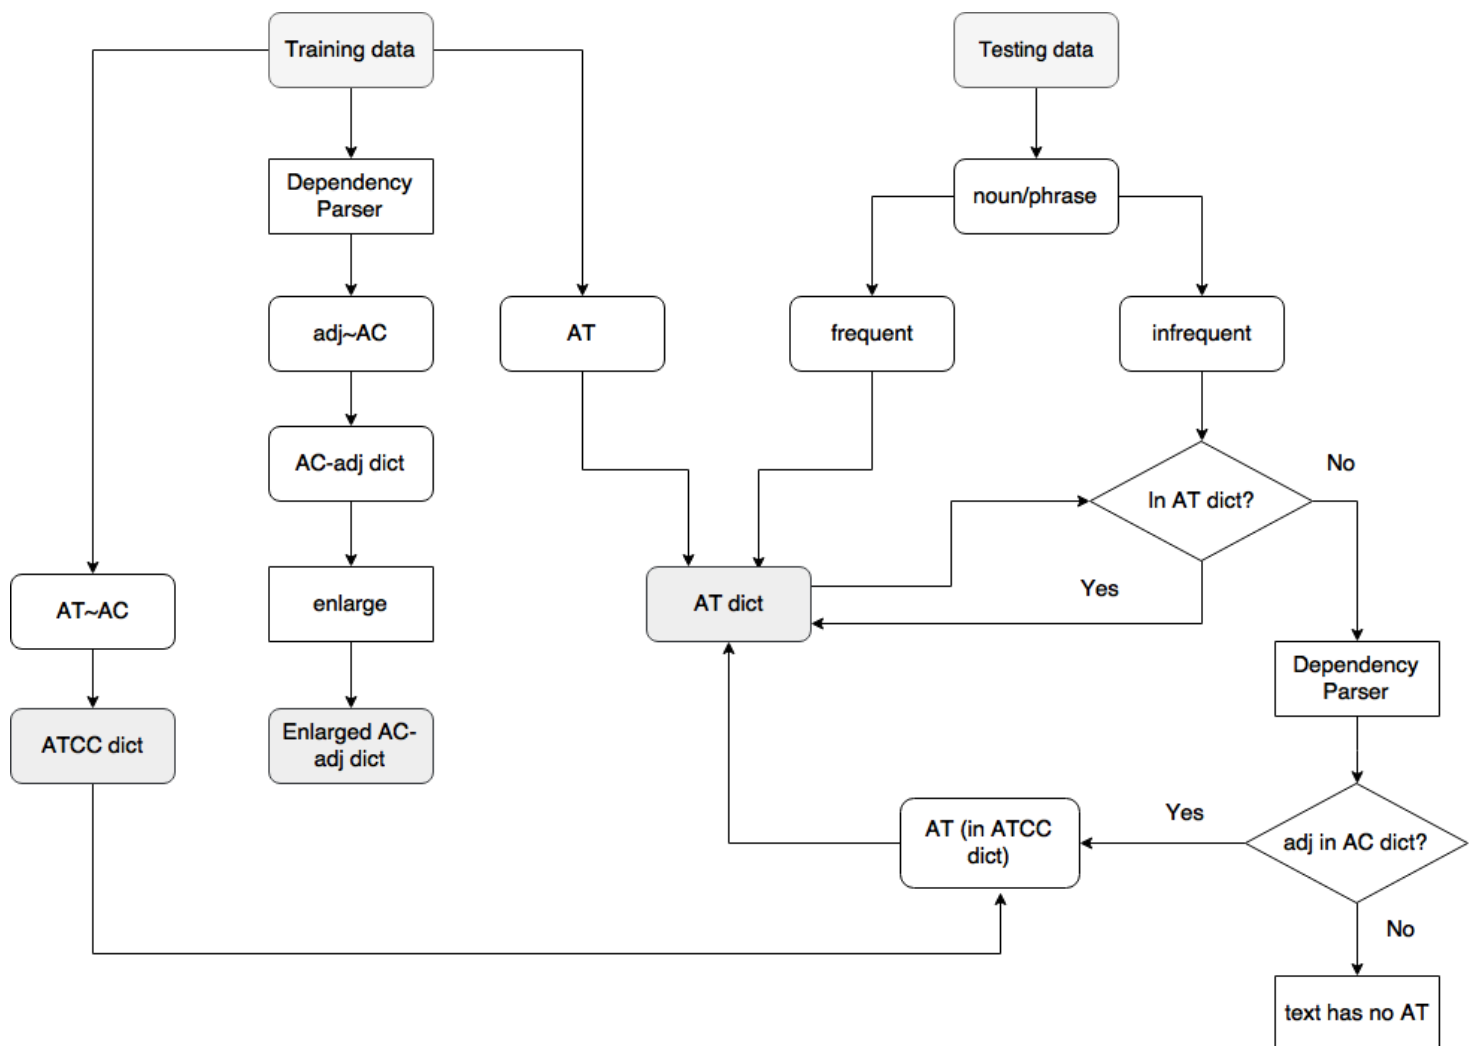 Training data
Testing data
Dependency
Parser
noun/phrase
adj~AC
AT
frequent
infrequent
AC-adj dict
No
In AT dict?
Yes
AT~AC
enlarge
AT dict
Dependency
Parser
ATCC dict
Enlarged AC-
adj dict
AT (in ATCC
dict)
Yes
adj in AC dict?
No
text has no AT